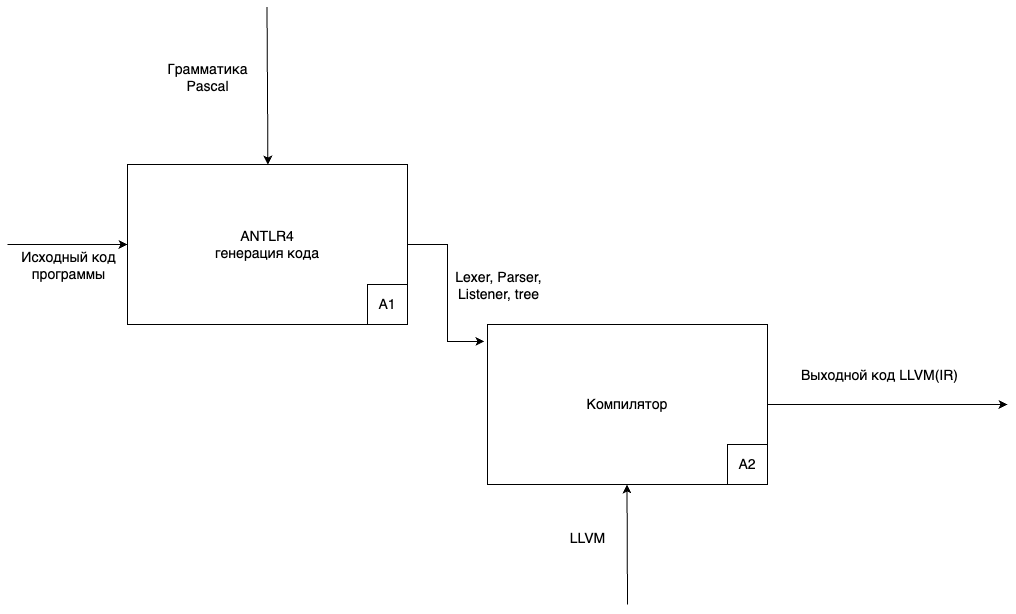 Грамматика
Pascal
ANTLR4
генерация кода
Исходный код
программы
A1
Lexer, Parser,
Listener, tree
Компилятор
Выходной код LLVM(IR)
A2
LLVM